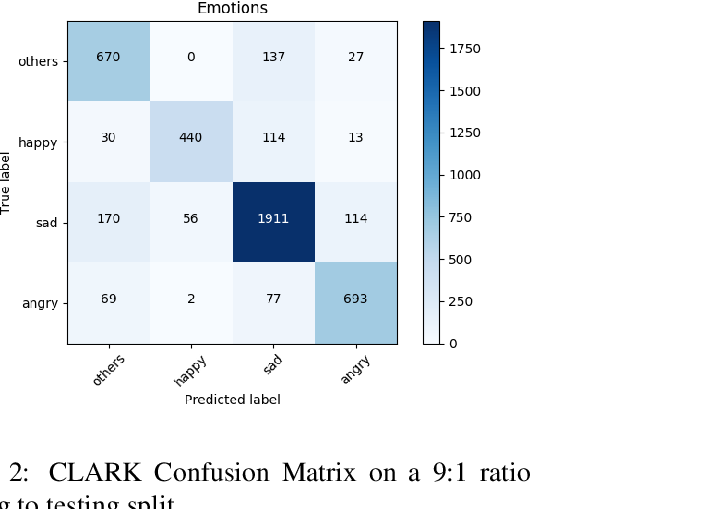 Emotions
1750
others 670 0 137 27
1500
1250
happy 30 440 114 13
1000
True label
750
sad 170 56 1911 114
500
250
angry 69 2 77 693
0
others happy sad angry
Predicted label
2: CLARK Confusion Matrix on a 9:1 ratio
to testing split